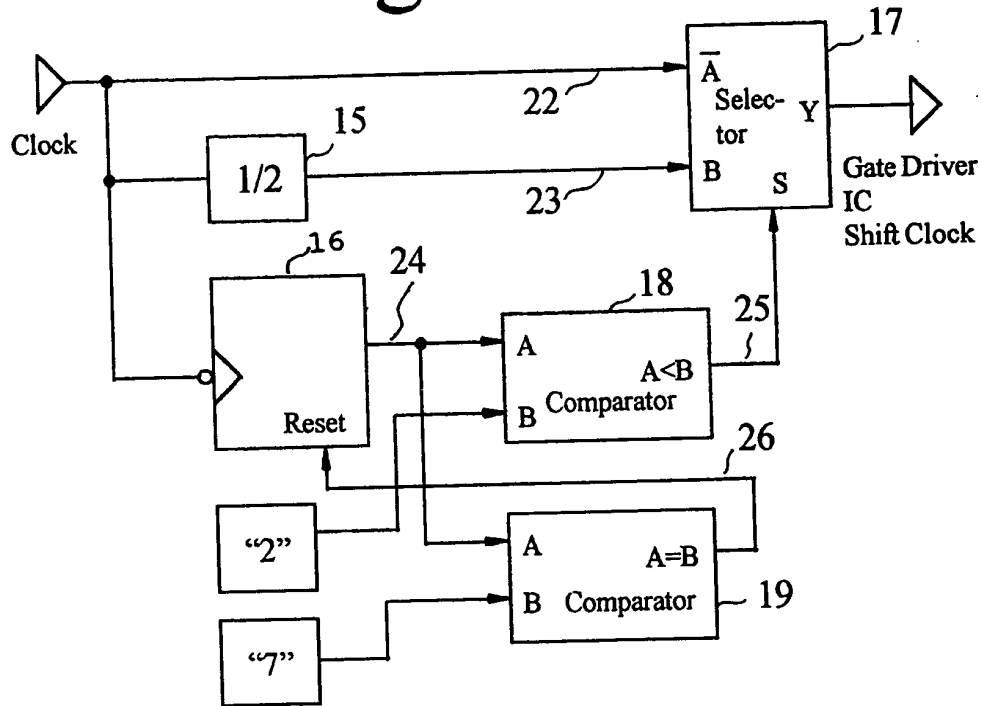 g
17
Clock
22
A̅
Selec-
tor
Y
15
1/2
23
B
S
Gate Driver
IC
Shift Clock
16
24
18
25
A
A<B
B
Comparator
Reset
26
"2"
A
A=B
B
Comparator
19
"7"